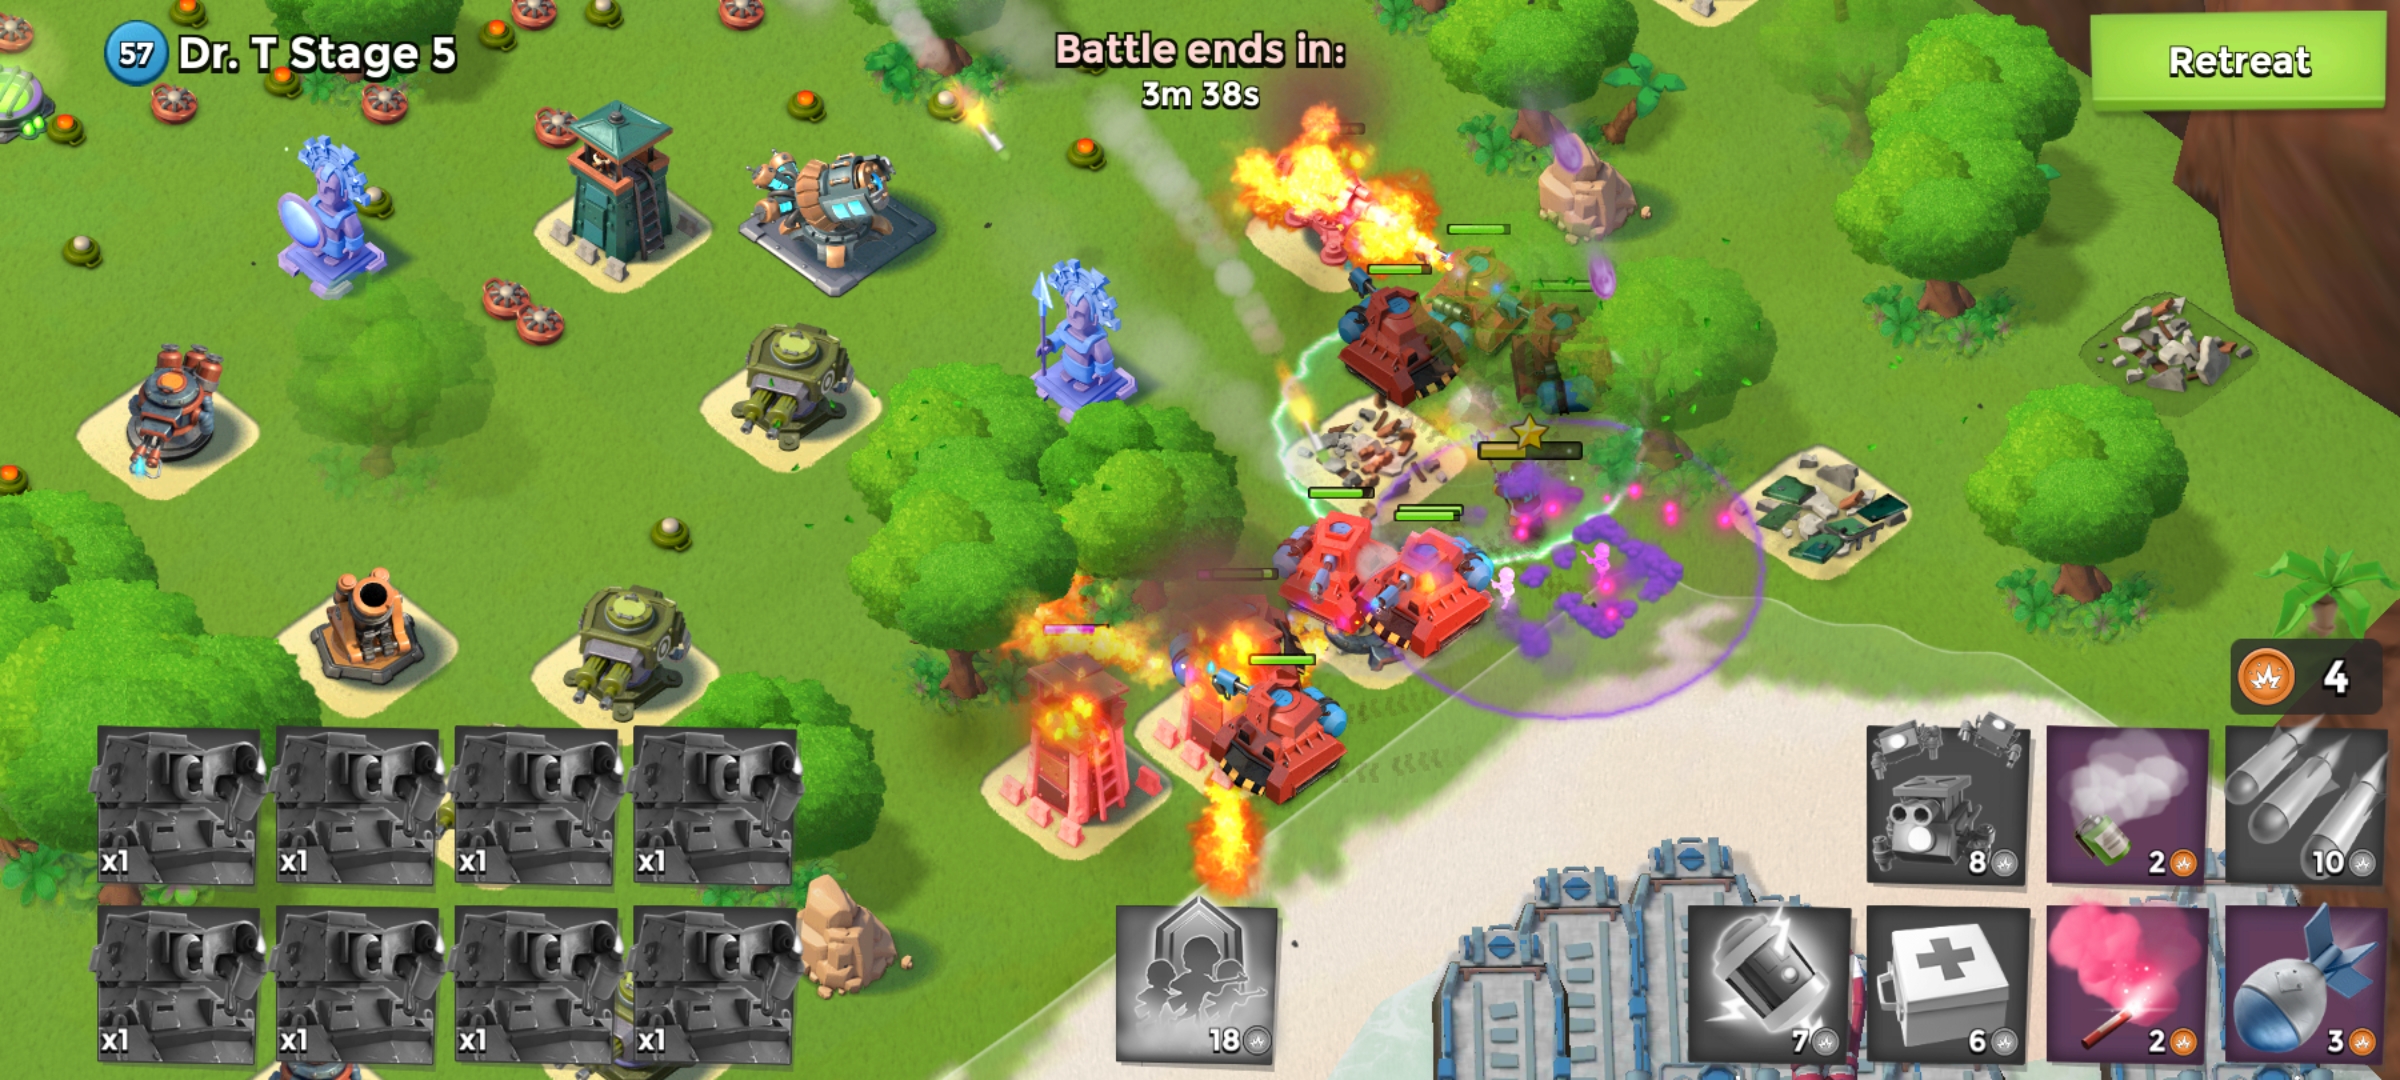 57 Dr. T Stage 5
Battle ends in:
3m 38s
Retreat
4
x1 x1 x1 x1
8 2 10
x1 x1 x1 x1
18 7 6 2 3